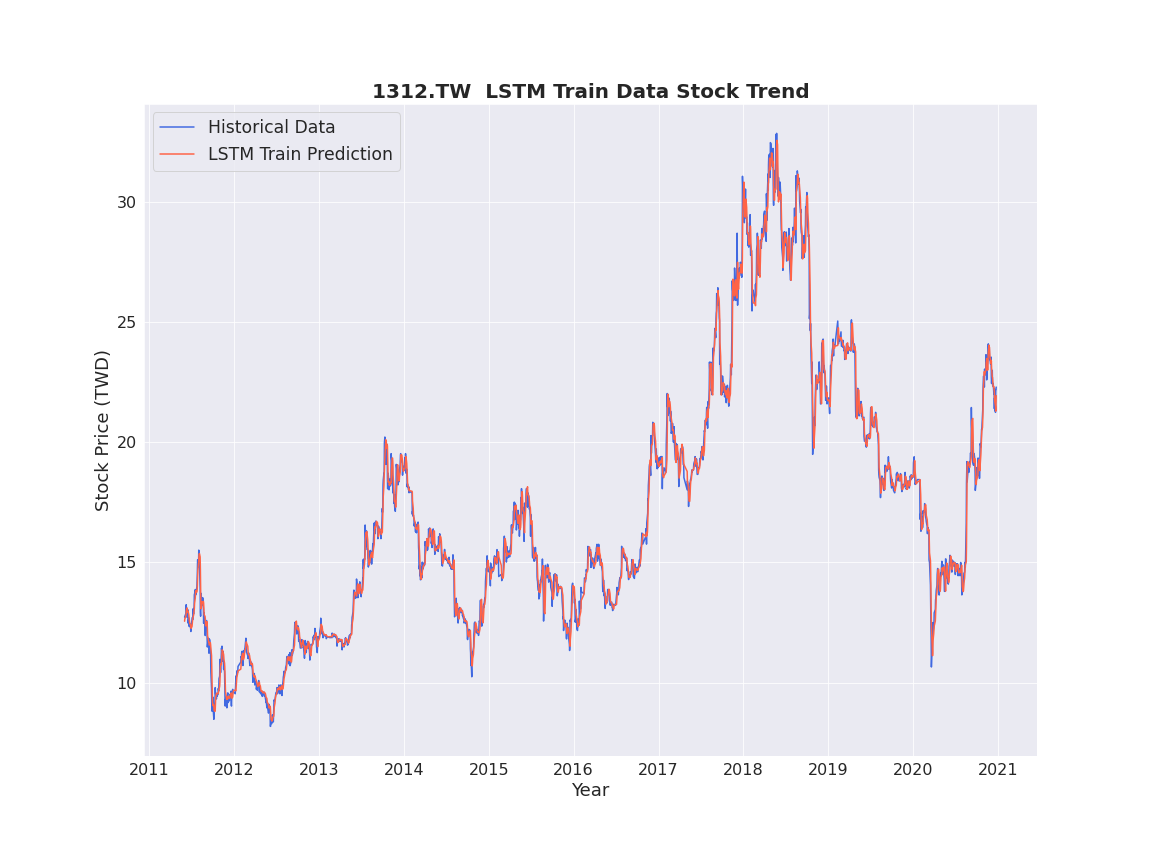 1312.TW  LSTM Train Data Stock Trend
Historical Data
LSTM Train Prediction
Stock Price (TWD)
30
25
20
15
10
2011 2012 2013 2014 2015 2016 2017 2018 2019 2020 2021
Year